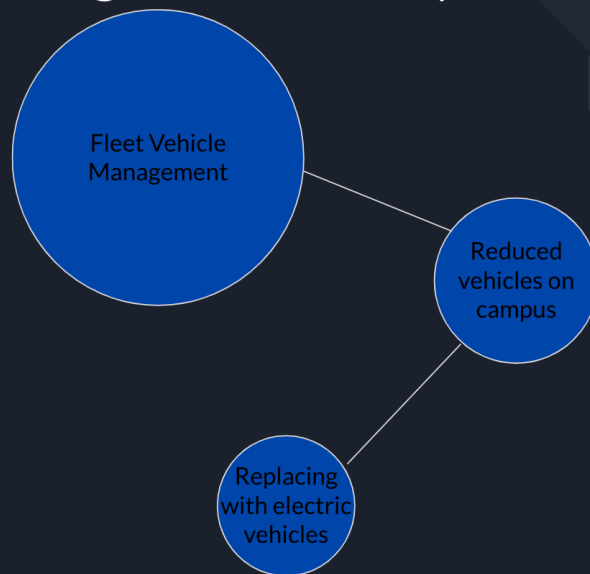 Fleet Vehicle
Management
Reduced
vehicles on
campus
Replacing
with electric
vehicles